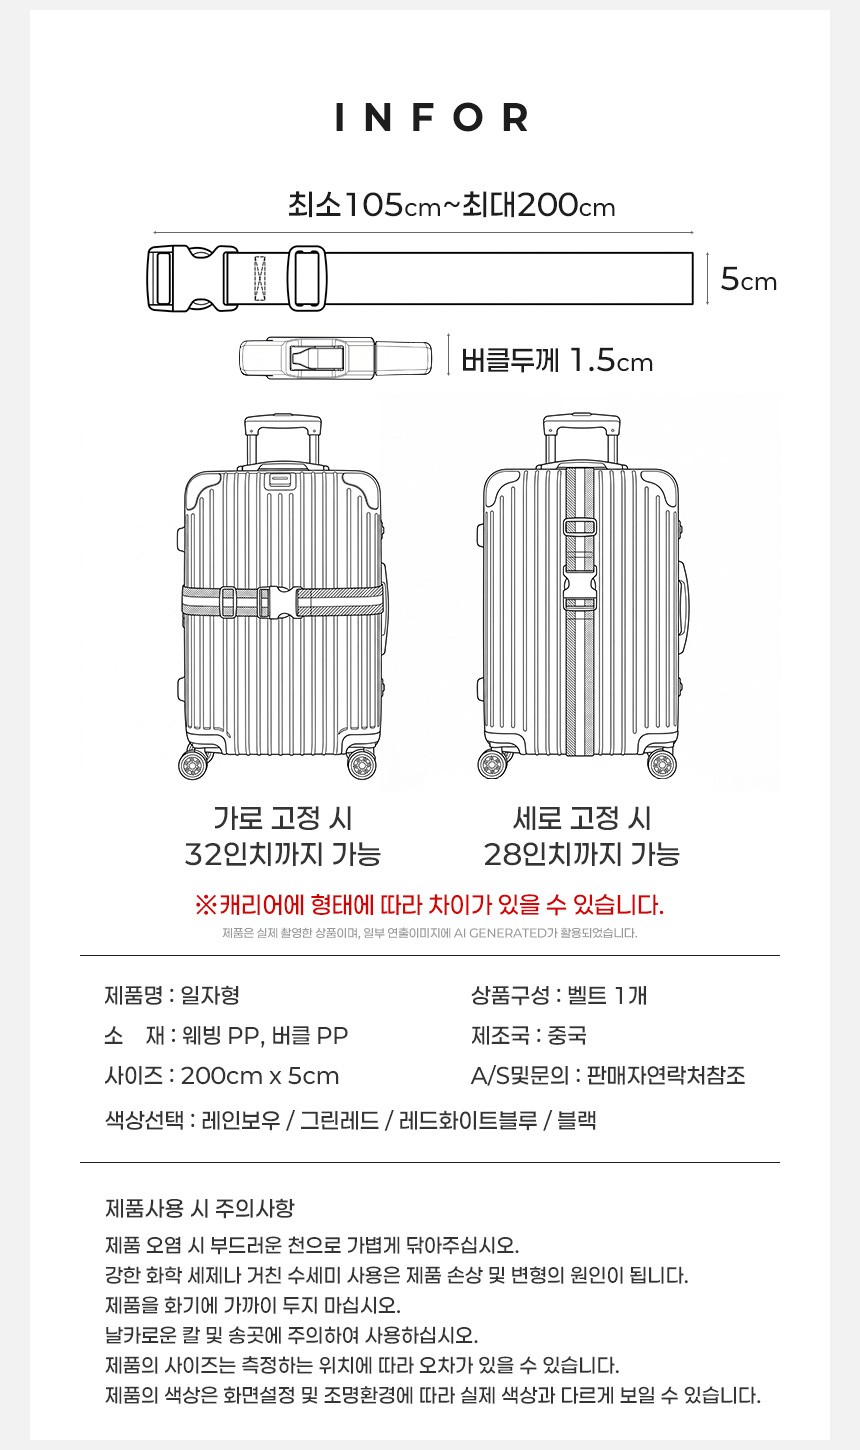 INFOR
최소105cm~최대200cm
5cm
버클두께 1.5cm
가로 고정 시
32인치까지 가능
세로 고정 시
28인치까지 가능
※캐리어에 형태에 따라 차이가 있을 수 있습니다.
제품은 실제 촬영한 상품이며, 일부 연출이미지에 AI GENERATED가 활용되었습니다.
제품명 : 일자형
상품구성 : 벨트 1개
소 재 : 웨빙 PP, 버클 PP
제조국 : 중국
사이즈 : 200cm x 5cm
A/S및문의 : 판매자연락처참조
색상선택 : 레인보우 / 그린레드 / 레드화이트블루 / 블랙
제품사용 시 주의사항
제품 오염 시 부드러운 천으로 가볍게 닦아주십시오.
강한 화학 세제나 거친 수세미 사용은 제품 손상 및 변형의 원인이 됩니다.
제품을 화기에 가까이 두지 마십시오.
날카로운 칼 및 송곳에 주의하여 사용하십시오.
제품의 사이즈는 측정하는 위치에 따라 오차가 있을 수 있습니다.
제품의 색상은 화면설정 및 조명환경에 따라 실제 색상과 다르게 보일 수 있습니다.